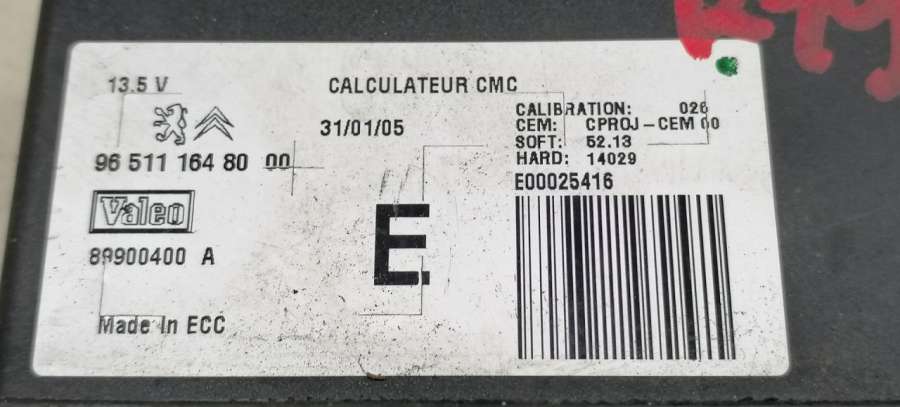 13.5 V
CALCULATEUR CMC
31/01/05
96 511 164 80 00
Valeo
89900400 A
E
Made In ECC
CALIBRATION: 026
CEM: CPROJ-CEM 00
SOFT: 52.13
HARD: 14029
E00025416